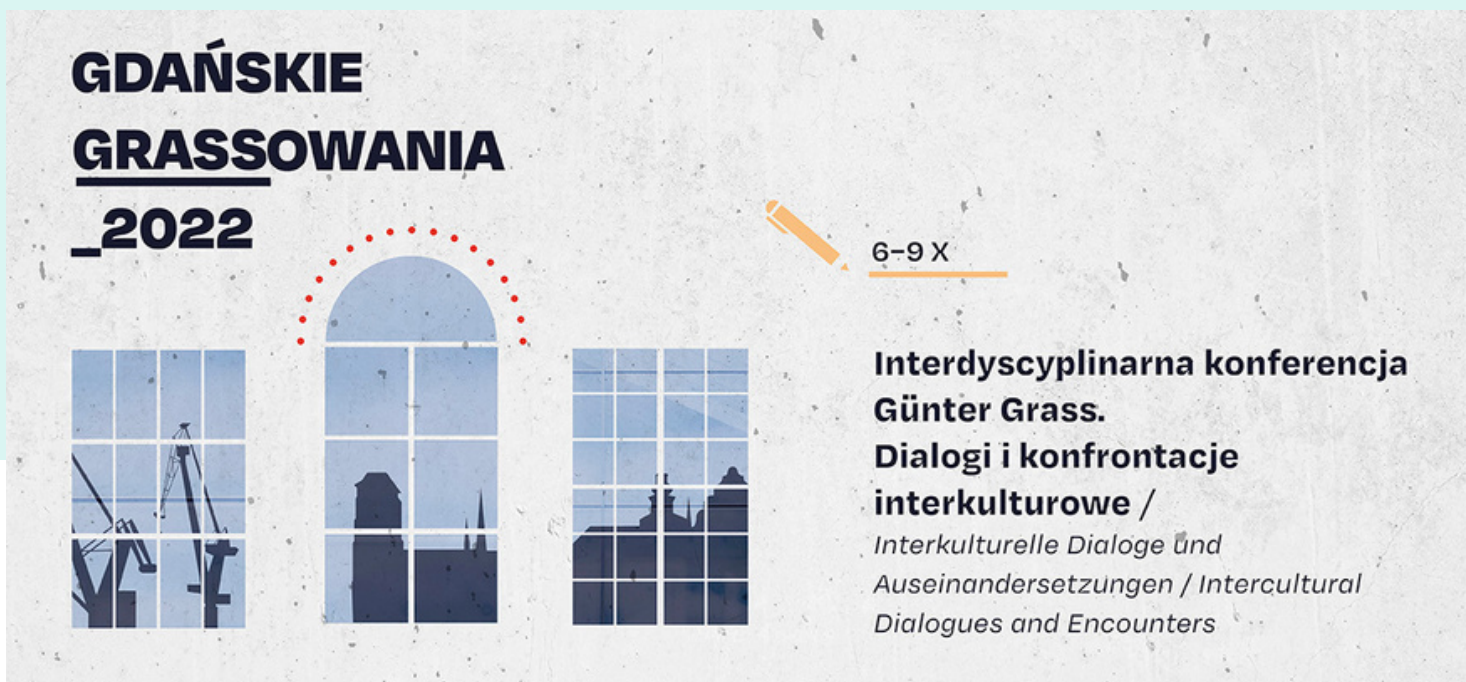 GDAŃSKIE
GRASSOWANIA
_2022
6–9 X
Interdyscyplinarna konferencja
Günter Grass.
Dialogi i konfrontacje
interkulturowe /
Interkulturelle Dialoge und
Auseinandersetzungen / Intercultural
Dialogues and Encounters